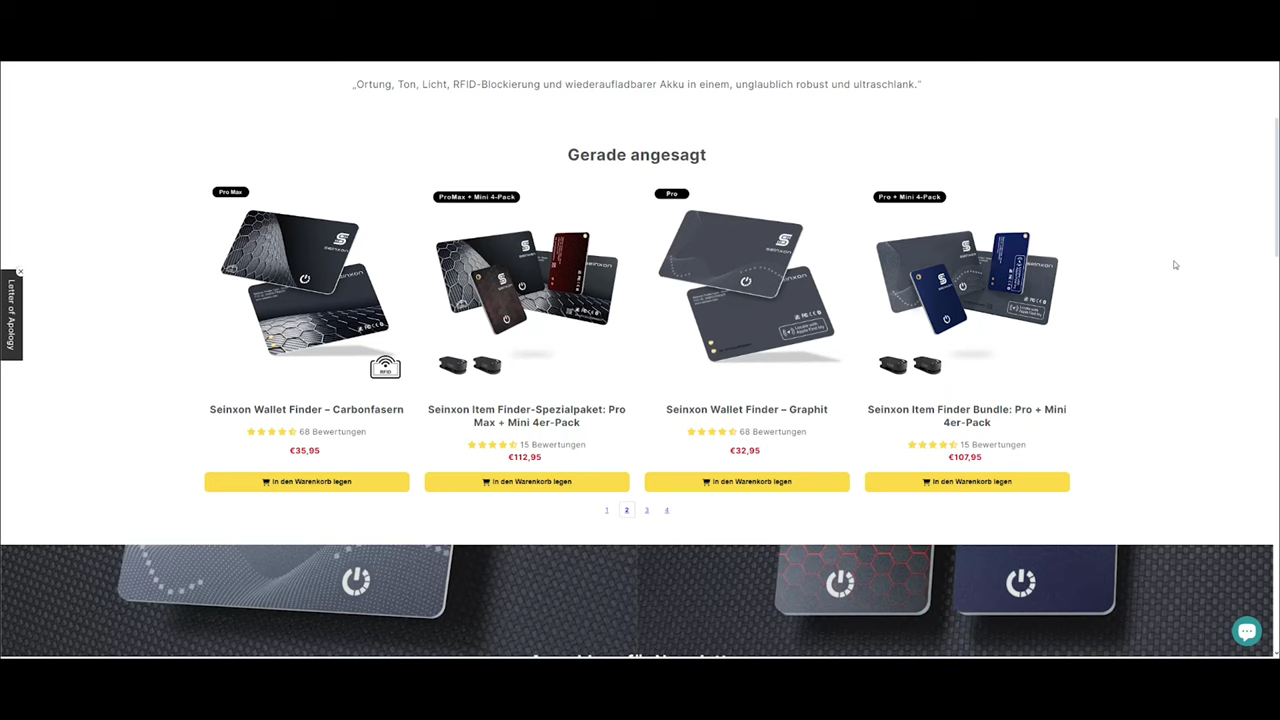 „Ortung, Ton, Licht, RFID-Blockierung und wiederaufladbarer Akku in einem, unglaublich robust und ultraschlank."
Gerade angesagt
Pro Max
ProMax + Mini 4-Pack
Pro
Pro + Mini 4-Pack
SEINXON
SEINXON
RFID
Letter of Apology
Seinxon Wallet Finder – Carbonfasern
68 Bewertungen
€35,95
In den Warenkorb legen
Seinxon Item Finder-Spezialpaket: Pro
Max + Mini 4er-Pack
15 Bewertungen
€112,95
In den Warenkorb legen
Seinxon Wallet Finder – Graphit
68 Bewertungen
€32,95
In den Warenkorb legen
Seinxon Item Finder Bundle: Pro + Mini
4er-Pack
15 Bewertungen
€107,95
In den Warenkorb legen
1 2 3 4